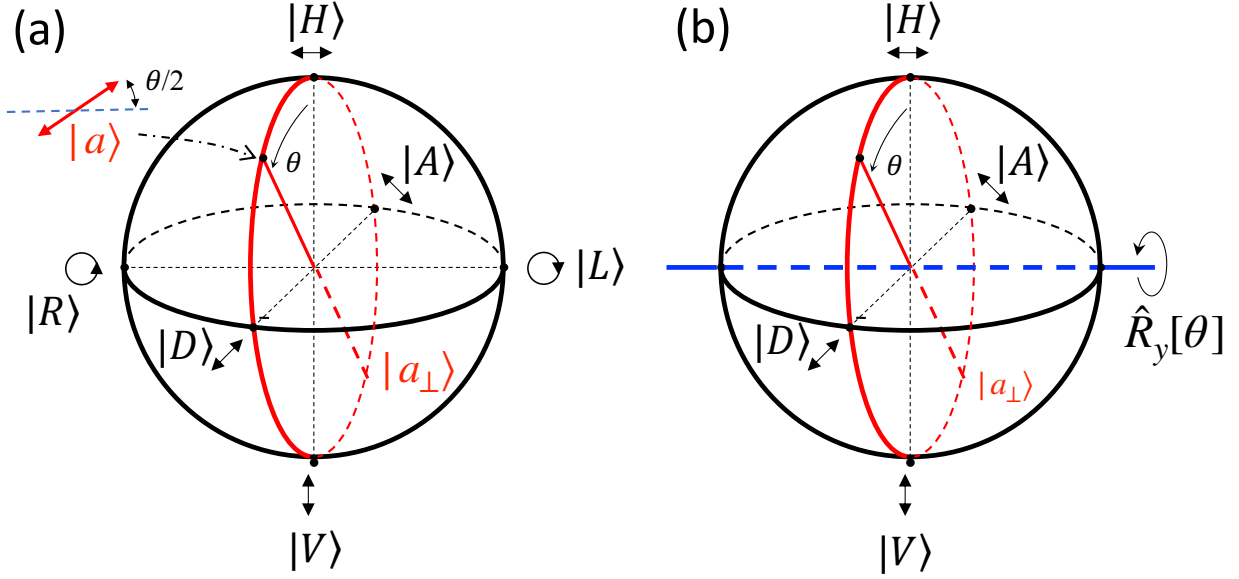 (a)
|H⟩
θ/2
|a⟩
θ
|A⟩
|R⟩
|L⟩
|D⟩
|a⊥⟩
|V⟩
(b)
|H⟩
θ
|A⟩
|D⟩
R̂y[θ]
|a⊥⟩
|V⟩